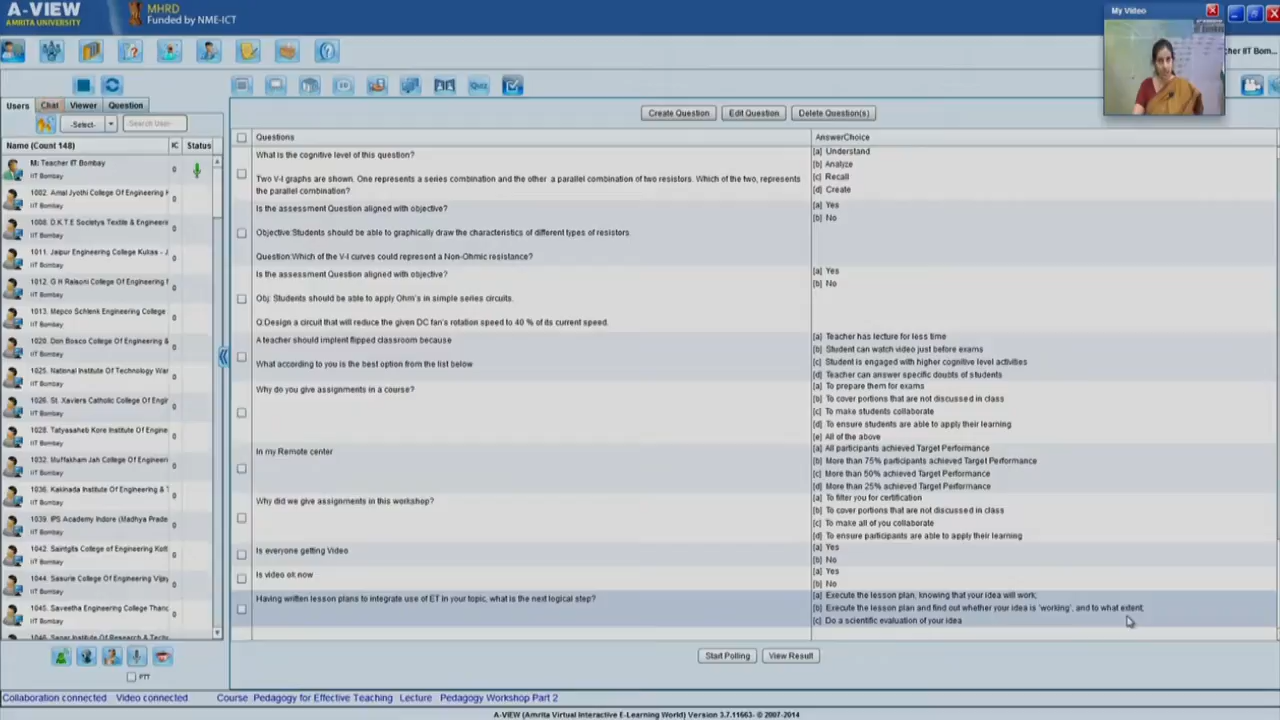 A-VIEW
AMRITA UNIVERSITY
MHRD
Funded by NME-ICT
My Video
cher IIT Bom...
Users Chat Viewer Question
-Select- Search User
Name (Count 148) IC Status
M: Teacher IIT Bombay 0
IIT Bombay
1002. Amal Jyothi College Of Engineering K 0
IIT Bombay
1008. D.K.T.E Societys Textile & Engineeri 0
IIT Bombay
1011. Jaipur Engineering College Kukas - J 0
IIT Bombay
1012. G H Raisoni College Of Engineering 0
IIT Bombay
1013. Mepco Schlenk Engineering College 0
IIT Bombay
1020. Don Bosco College Of Engineering & 0
IIT Bombay
1025. National Institute Of Technology War 0
IIT Bombay
1026. St. Xaviers Catholic College Of Engir 0
IIT Bombay
1028. Tatyasaheb Kore Institute Of Engine 0
IIT Bombay
1032. Muffakham Jah College Of Engineeri 0
IIT Bombay
1036. Kakinada Institute Of Engineering & T 0
IIT Bombay
1039. IPS Academy Indore (Madhya Prade 0
IIT Bombay
1042. Saintgits College of Engineering Kott 0
IIT Bombay
1044. Sasurie College Of Engineering Vijay 0
IIT Bombay
1045. Saveetha Engineering College Thand 0
IIT Bombay
PTT
Quiz
Create Question Edit Question Delete Question(s)
Questions AnswerChoice
What is the cognitive level of this question?
Two V-I graphs are shown. One represents a series combination and the other a parallel combination of two resistors. Which of the two, represents
the parallel combination?
[a] Understand
[b] Analyze
[c] Recall
[d] Create
Is the assessment Question aligned with objective?
Objective:Students should be able to graphically draw the characteristics of different types of resistors
Question:Which of the V-I curves could represent a Non-Ohmic resistance?
[a] Yes
[b] No
Is the assessment Question aligned with objective?
Obj: Students should be able to apply Ohm's in simple series circuits.
Q:Design a circuit that will reduce the given DC fan's rotation speed to 40 % of its current speed.
[a] Yes
[b] No
A teacher should implent flipped classroom because
What according to you is the best option from the list below
[a] Teacher has lecture for less time
[b] Student can watch video just before exams
[c] Student is engaged with higher cognitive level activities
[d] Teacher can answer specific doubts of students
Why do you give assignments in a course?
[a] To prepare them for exams
[b] To cover portions that are not discussed in class
[c] To make students collaborate
[d] To ensure students are able to apply their learning
[e] All of the above
In my Remote center
[a] All participants achieved Target Performance
[b] More than 75% participants achieved Target Performance
[c] More than 50% achieved Target Performance
[d] More than 25% achieved Target Performance
Why did we give assignments in this workshop?
[a] To filter you for certification
[b] To cover portions that are not discussed in class
[c] To make all of you collaborate
[d] To ensure participants are able to apply their learning
Is everyone getting Video
[a] Yes
[b] No
Is video ok now
[a] Yes
[b] No
Having written lesson plans to integrate use of ET in your topic, what is the next logical step?
[a] Execute the lesson plan, knowing that your idea will work;
[b] Execute the lesson plan and find out whether your idea is 'working', and to what extent;
[c] Do a scientific evaluation of your idea
Start Polling View Result
Collaboration connected Video connected Course Pedagogy for Effective Teaching Lecture Pedagogy Workshop Part 2
A-VIEW (Amrita Virtual Interactive E-Learning World) Version 3.7.11663- © 2007-2014